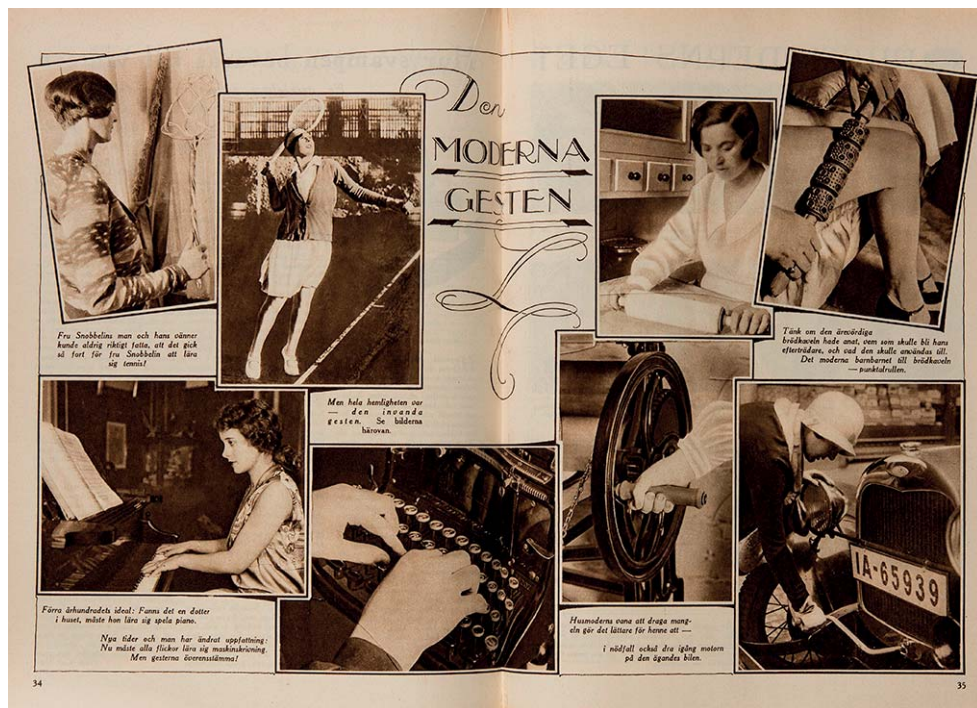 Den
MODERNA
GESTEN
Fru Snobbelins man och hans vänner
kunde aldrig riktigt fatta, att det gick
så fort för fru Snobbelin att lära
sig tennis!
Men hela hemligheten var
— den invanda
gesten. Se bilderna
härovan.
Tänk om den ärevördiga
brödkaveln hade anat, vem som skulle bli hans
efterträdare, och vad den skulle användas till.
Det moderna barnbarnet till brödkaveln
— punktalrullen.
Förra århundradets ideal: Fanns det en dotter
i huset, måste hon lära sig spela piano.
Nya tider och man har ändrat uppfattning:
Nu måste alla flickor lära sig maskinskrivning.
Men gesterna överensstämma!
Husmoderns vana att draga mang-
eln gör det lättare för henne att —
i nödfall också dra igång motorn
på den ägandes bilen.
IA-65939
34
35